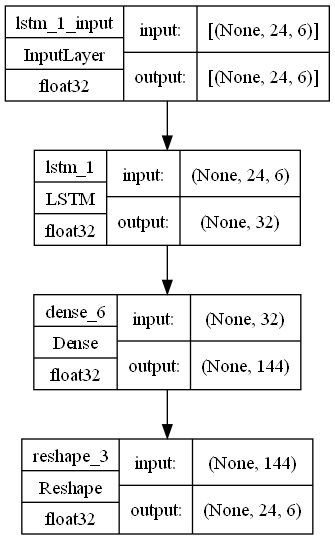 lstm_1_input
InputLayer
float32
input:
[(None, 24, 6)]
output:
[(None, 24, 6)]
lstm_1
LSTM
float32
input:
(None, 24, 6)
output:
(None, 32)
dense_6
Dense
float32
input:
(None, 32)
output:
(None, 144)
reshape_3
Reshape
float32
input:
(None, 144)
output:
(None, 24, 6)